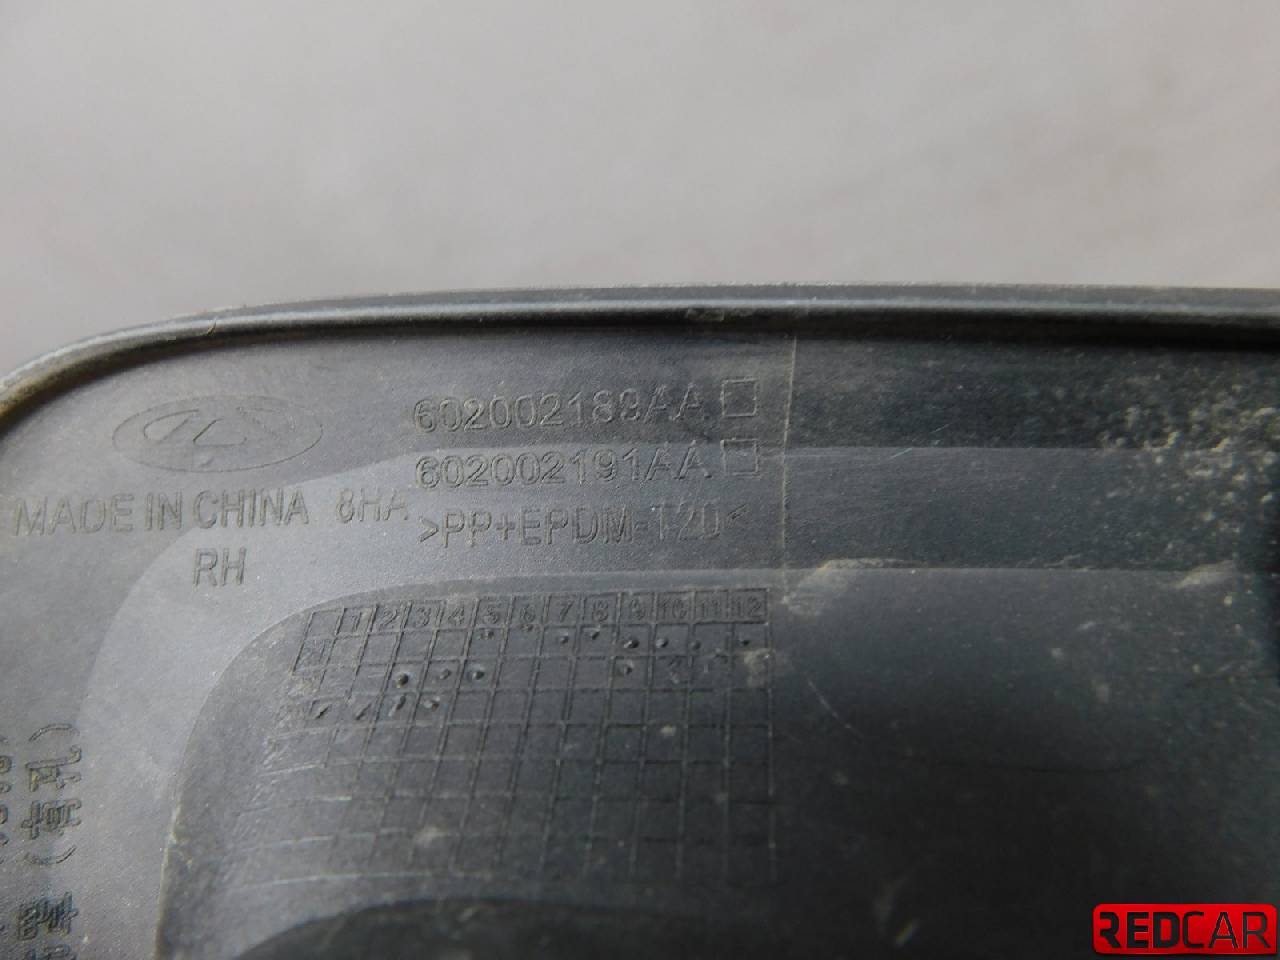 602002189AA
602002191AA
MADE IN CHINA 8HA
>PP+EPDM-T20<
RH
1 2 3 4 5 6 7 8 9 10 11 12
REDCAR